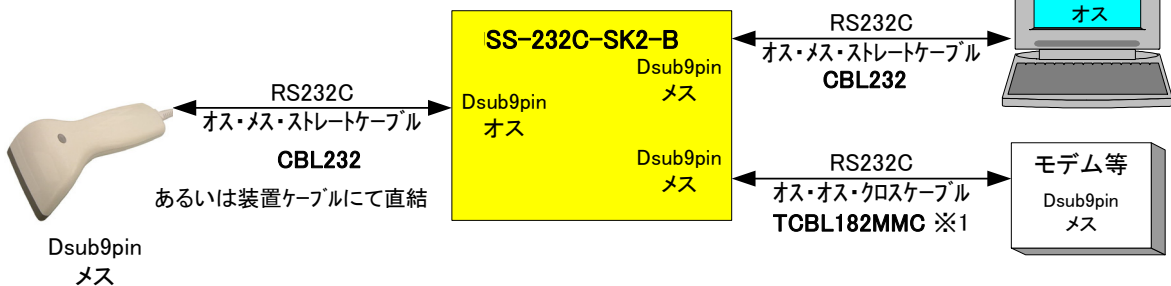 オス
SS-232C-SK2-B
RS232C
オス・メス・ストレートケーブル
CBL232
Dsub9pin
メス
RS232C
オス・メス・ストレートケーブル
CBL232
あるいは装置ケーブルにて直結
Dsub9pin
オス
Dsub9pin
メス
RS232C
オス・オス・クロスケーブル
TCBL182MMC ※1
モデム等
Dsub9pin
メス
Dsub9pin
メス